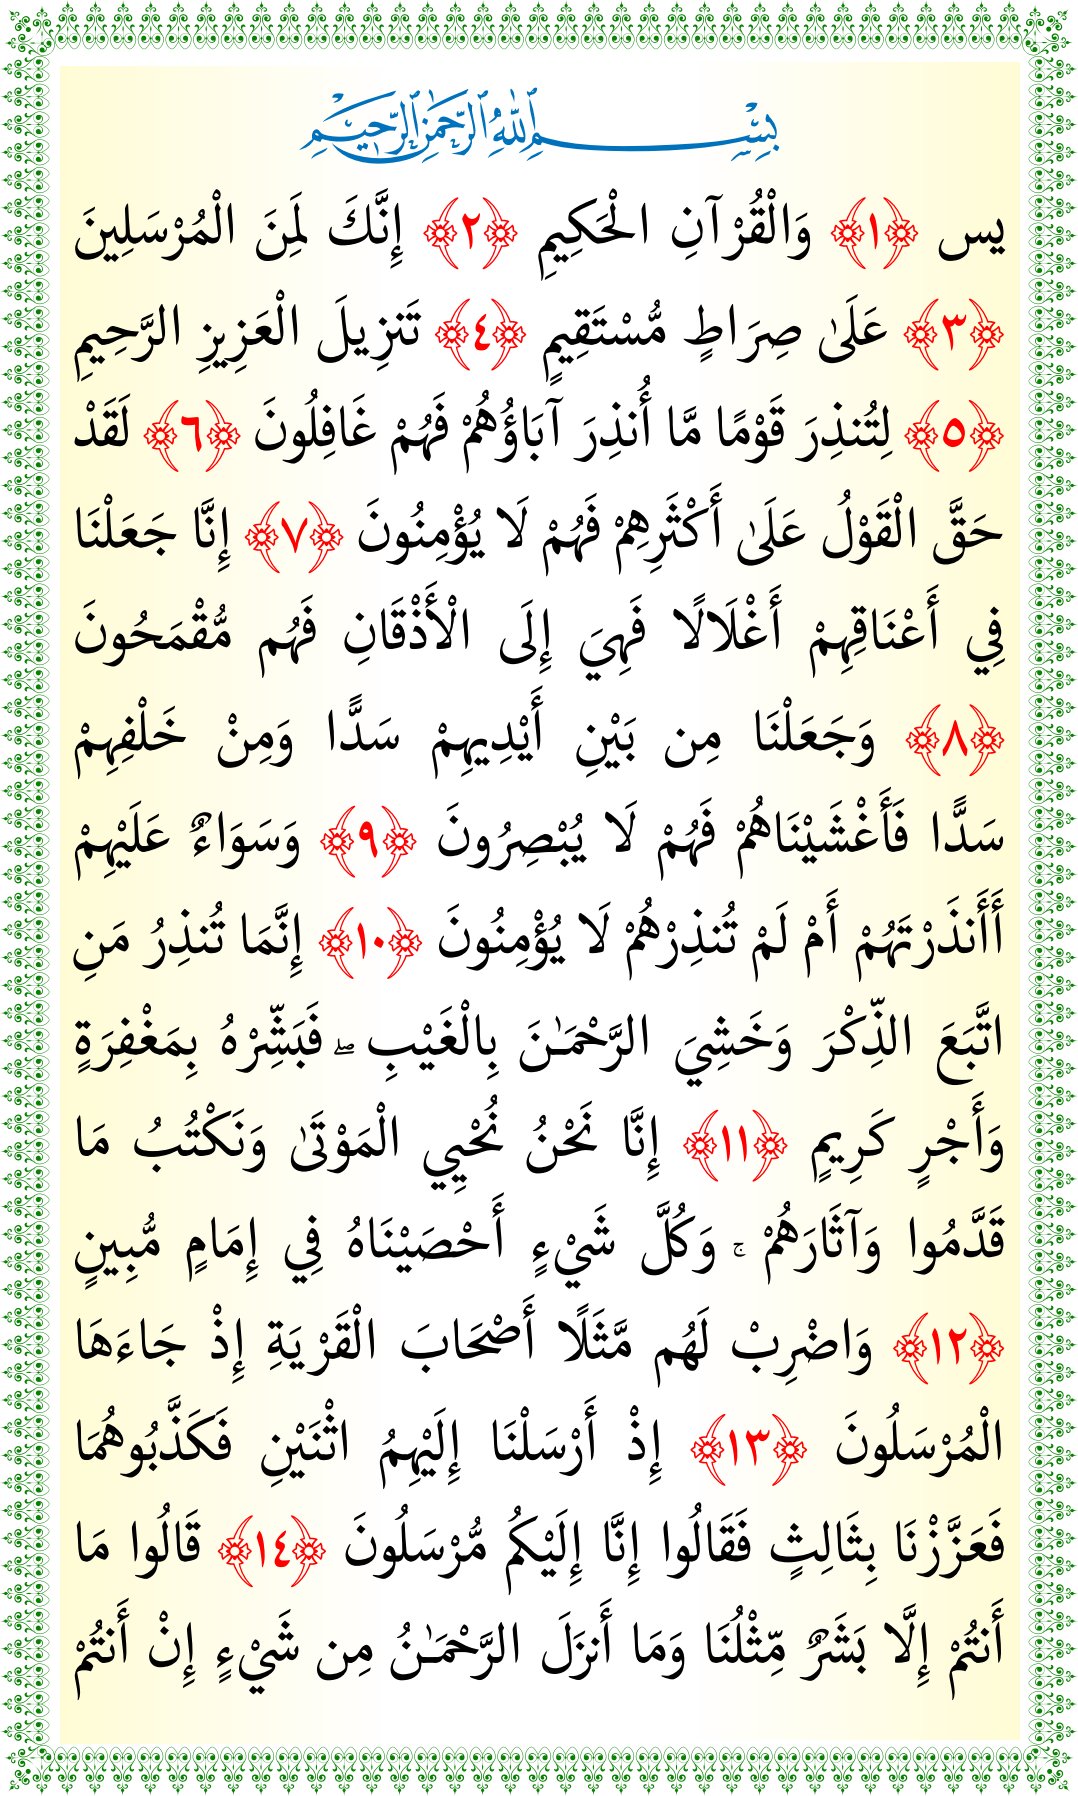 بِسْمِ ٱللَّهِ ٱلرَّحْمَٰنِ ٱلرَّحِيمِ
يس ﴿١﴾ وَالْقُرْآنِ الْحَكِيمِ ﴿٢﴾ إِنَّكَ لَمِنَ الْمُرْسَلِينَ
﴿٣﴾ عَلَىٰ صِرَاطٍ مُّسْتَقِيمٍ ﴿٤﴾ تَنزِيلَ الْعَزِيزِ الرَّحِيمِ
﴿٥﴾ لِتُنذِرَ قَوْمًا مَّا أُنذِرَ آبَاؤُهُمْ فَهُمْ غَافِلُونَ ﴿٦﴾ لَقَدْ
حَقَّ الْقَوْلُ عَلَىٰ أَكْثَرِهِمْ فَهُمْ لَا يُؤْمِنُونَ ﴿٧﴾ إِنَّا جَعَلْنَا
فِي أَعْنَاقِهِمْ أَغْلَالًا فَهِيَ إِلَى الْأَذْقَانِ فَهُم مُّقْمَحُونَ
﴿٨﴾ وَجَعَلْنَا مِن بَيْنِ أَيْدِيهِمْ سَدًّا وَمِنْ خَلْفِهِمْ
سَدًّا فَأَغْشَيْنَاهُمْ فَهُمْ لَا يُبْصِرُونَ ﴿٩﴾ وَسَوَاءٌ عَلَيْهِمْ
أَأَنذَرْتَهُمْ أَمْ لَمْ تُنذِرْهُمْ لَا يُؤْمِنُونَ ﴿١٠﴾ إِنَّمَا تُنذِرُ مَنِ
اتَّبَعَ الذِّكْرَ وَخَشِيَ الرَّحْمَـٰنَ بِالْغَيْبِ ۖ فَبَشِّرْهُ بِمَغْفِرَةٍ
وَأَجْرٍ كَرِيمٍ ﴿١١﴾ إِنَّا نَحْنُ نُحْيِي الْمَوْتَىٰ وَنَكْتُبُ مَا
قَدَّمُوا وَآثَارَهُمْ ۚ وَكُلَّ شَيْءٍ أَحْصَيْنَاهُ فِي إِمَامٍ مُّبِينٍ
﴿١٢﴾ وَاضْرِبْ لَهُم مَّثَلًا أَصْحَابَ الْقَرْيَةِ إِذْ جَاءَهَا
الْمُرْسَلُونَ ﴿١٣﴾ إِذْ أَرْسَلْنَا إِلَيْهِمُ اثْنَيْنِ فَكَذَّبُوهُمَا
فَعَزَّزْنَا بِثَالِثٍ فَقَالُوا إِنَّا إِلَيْكُم مُّرْسَلُونَ ﴿١٤﴾ قَالُوا مَا
أَنتُمْ إِلَّا بَشَرٌ مِّثْلُنَا وَمَا أَنزَلَ الرَّحْمَـٰنُ مِن شَيْءٍ إِنْ أَنتُمْ